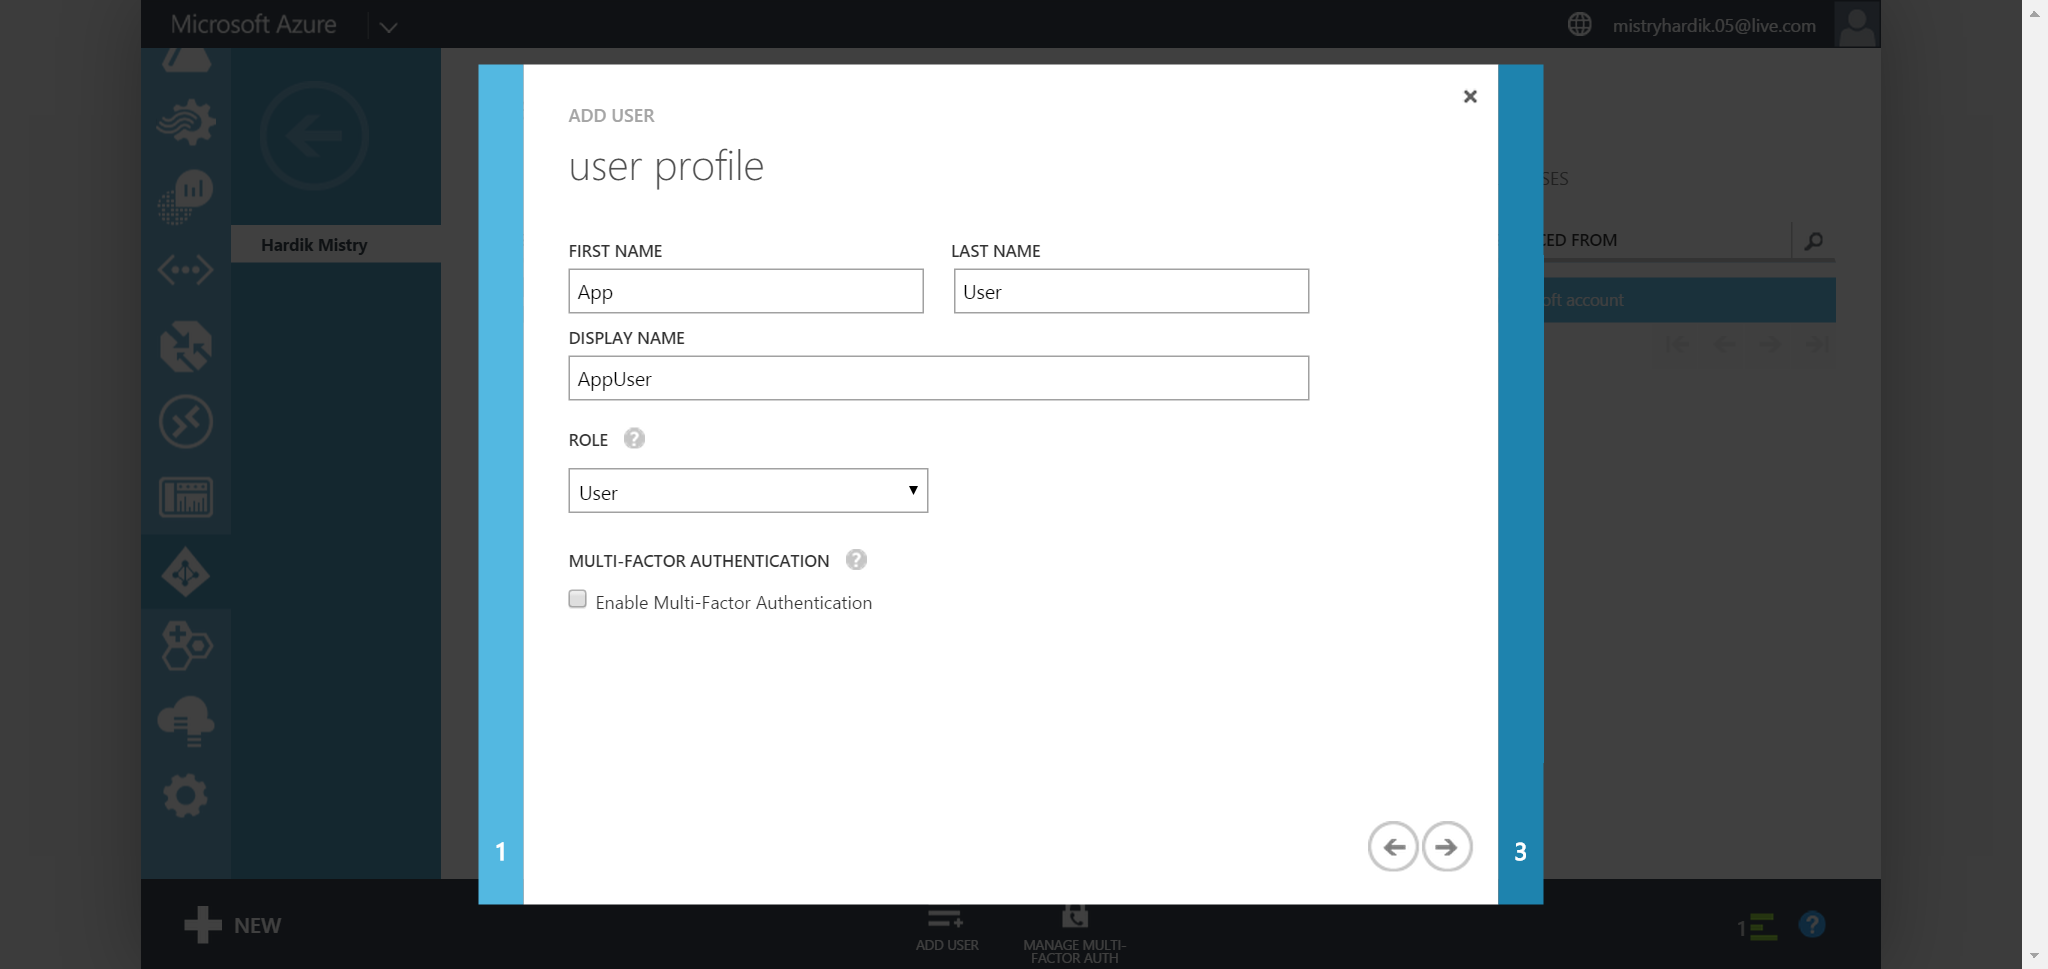 Microsoft Azure
mistryhardik.05@live.com
Hardik Mistry
ADD USER
user profile
FIRST NAME
LAST NAME
App
User
DISPLAY NAME
AppUser
ROLE ?
User
MULTI-FACTOR AUTHENTICATION ?
Enable Multi-Factor Authentication
SES
CED FROM
oft account
1
3
NEW
ADD USER
MANAGE MULTI-
FACTOR AUTH
1
?